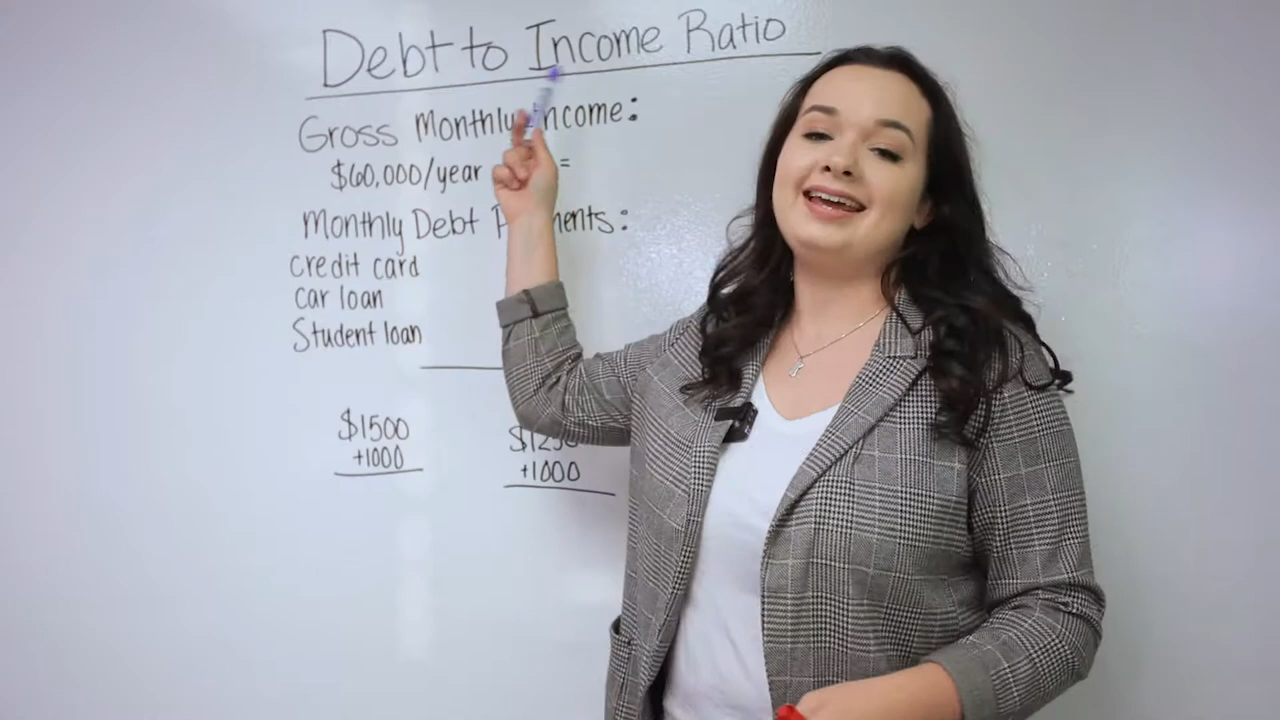 Debt to Income Ratio
Gross Monthly Income:
$60,000/year =
Monthly Debt :
credit card
car loan
Student loan
$1500
+1000
+1000